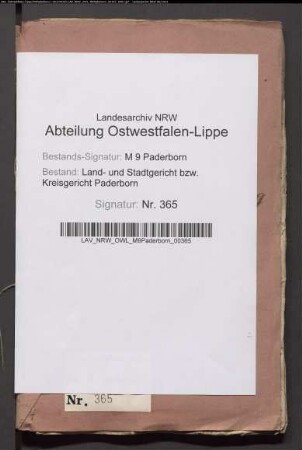 Landesarchiv NRW
Abteilung Ostwestfalen-Lippe
Bestands-Signatur: M 9 Paderborn
Bestand: Land- und Stadtgericht bzw.
Kreisgericht Paderborn
Signatur: Nr. 365
LAV_NRW_OWL_M9Paderborn_00365
Nr. 365